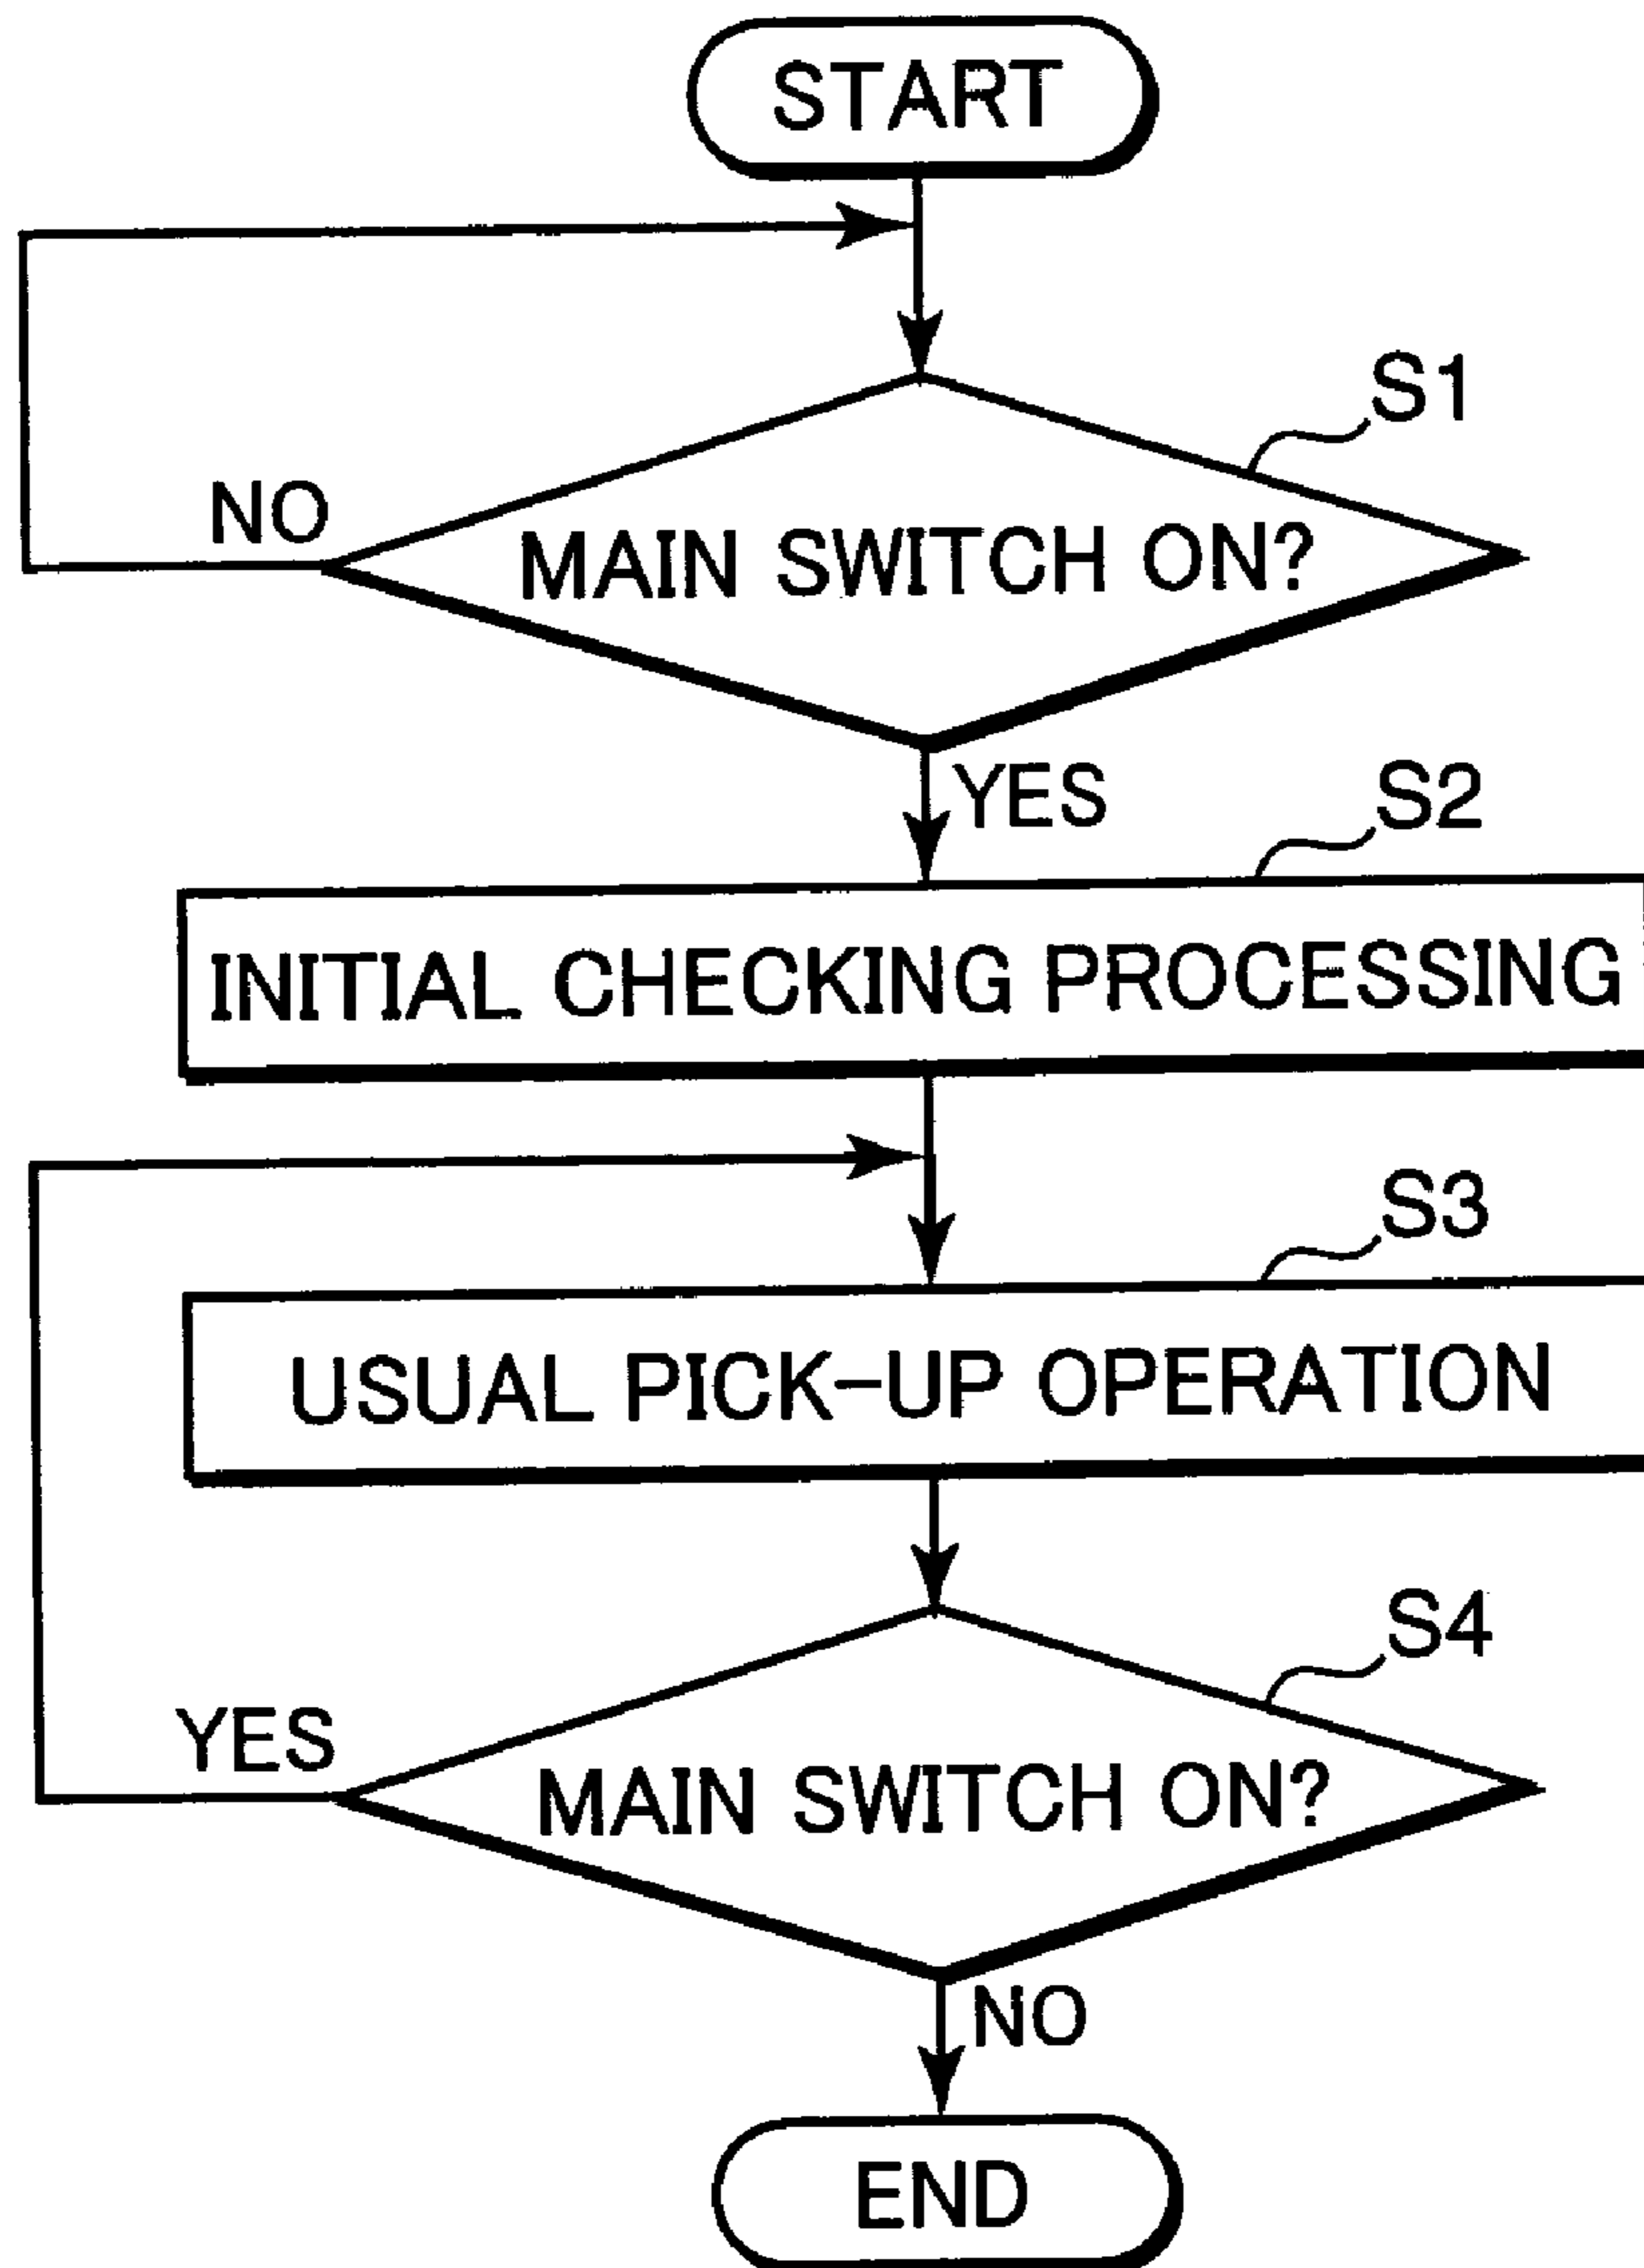 START
S1
NO
MAIN SWITCH ON?
YES
S2
INITIAL CHECKING PROCESSING
S3
USUAL PICK-UP OPERATION
S4
YES
MAIN SWITCH ON?
NO
END